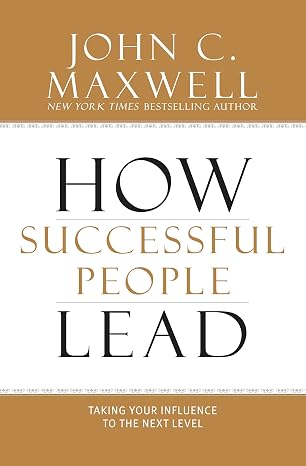 JOHN C.
MAXWELL
NEW YORK TIMES BESTSELLING AUTHOR
HOW
SUCCESSFUL
PEOPLE
LEAD
TAKING YOUR INFLUENCE
TO THE NEXT LEVEL